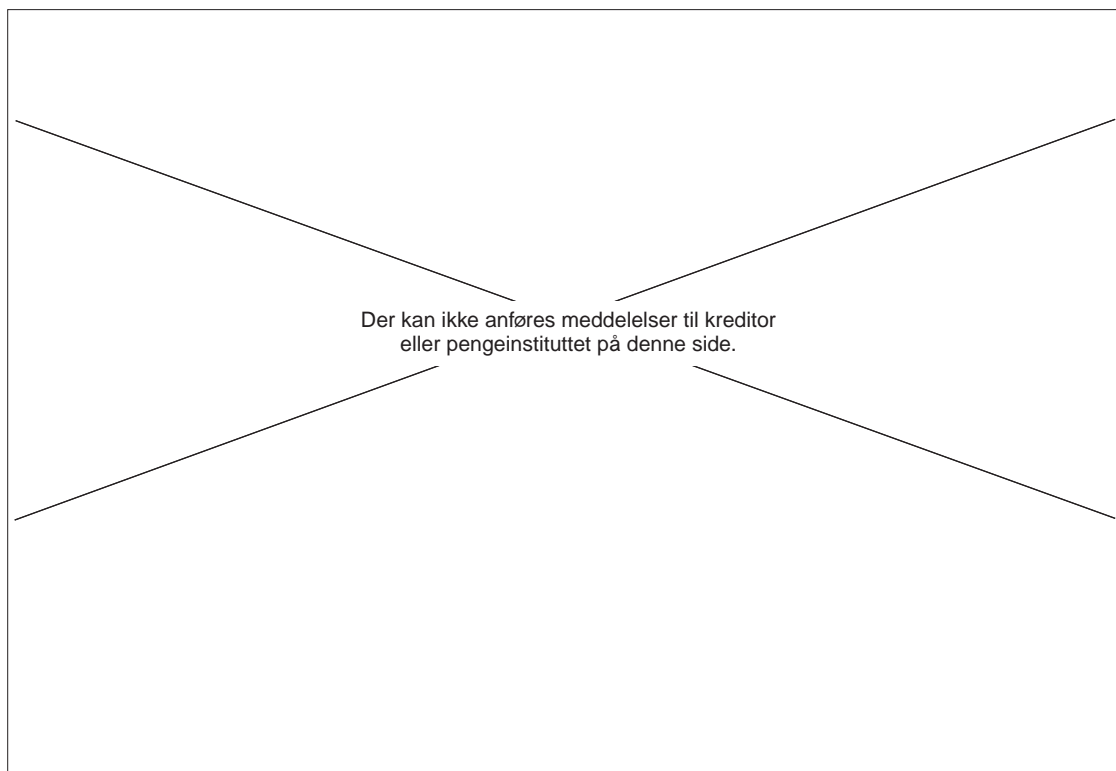 Der kan ikke anføres meddelelser til kreditor
eller pengeinstituttet på denne side.